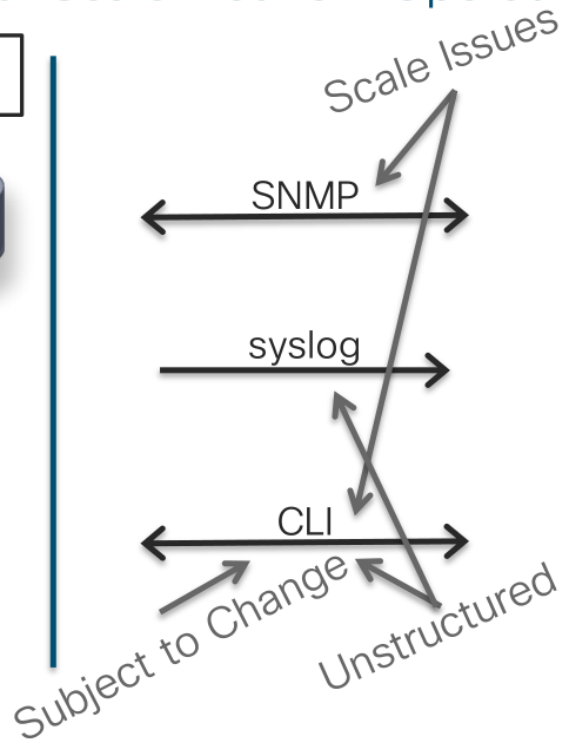 Scale Issues
SNMP
syslog
CLI
Subject to Change
Unstructured